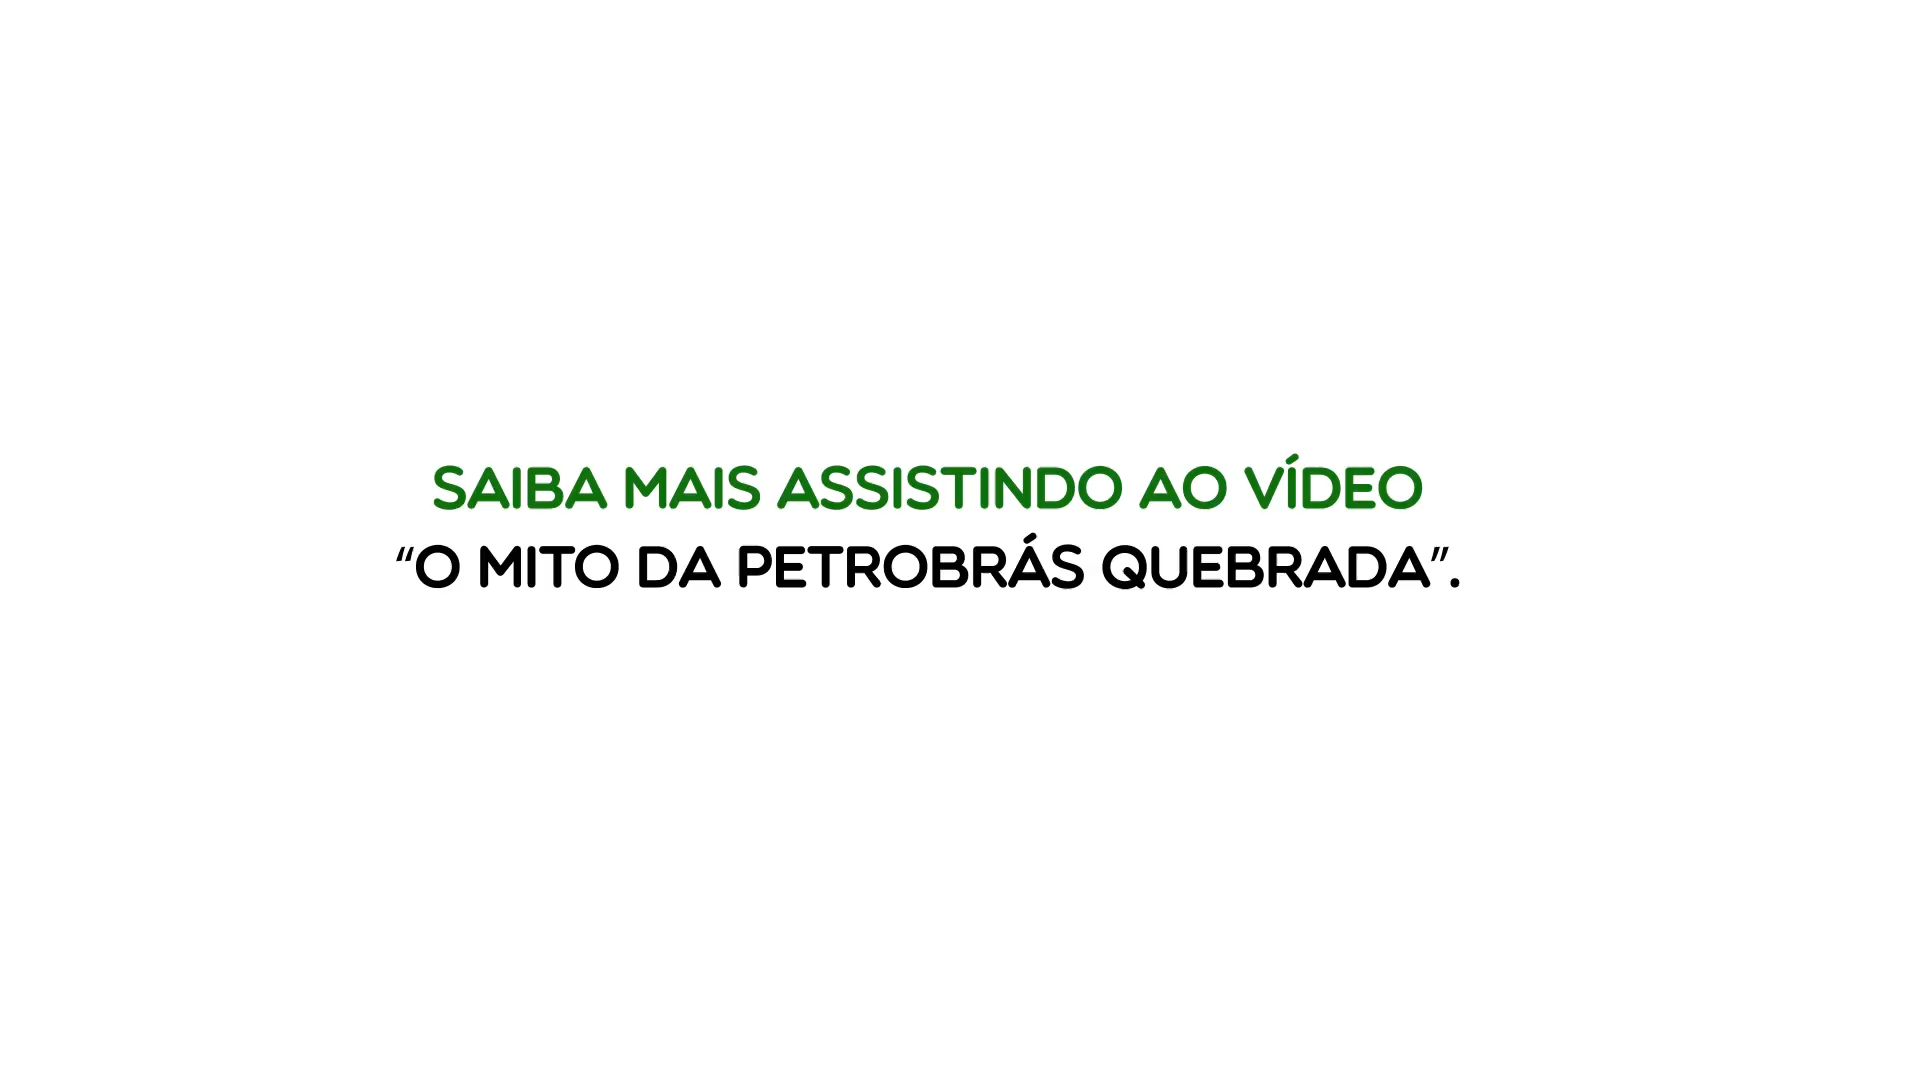 SAIBA MAIS ASSISTINDO AO VÍDEO
“O MITO DA PETROBRÁS QUEBRADA”.